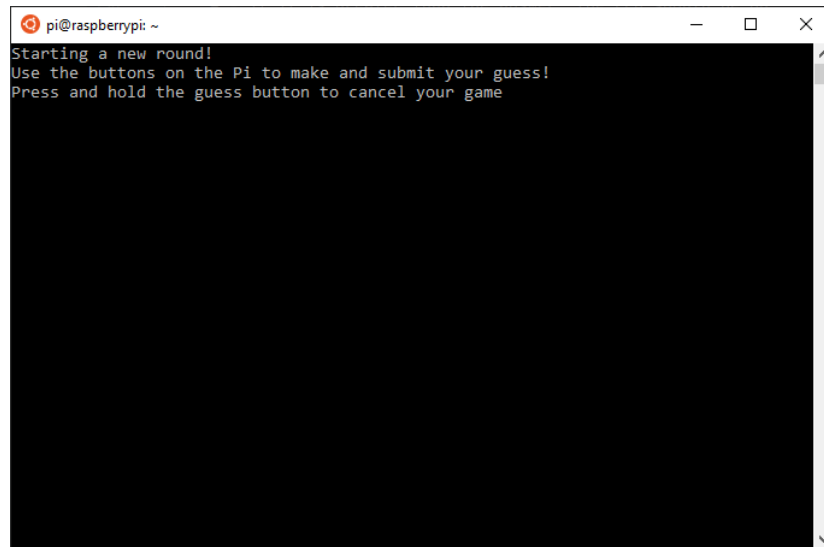 pi@raspberrypi: ~
Starting a new round!
Use the buttons on the Pi to make and submit your guess!
Press and hold the guess button to cancel your game